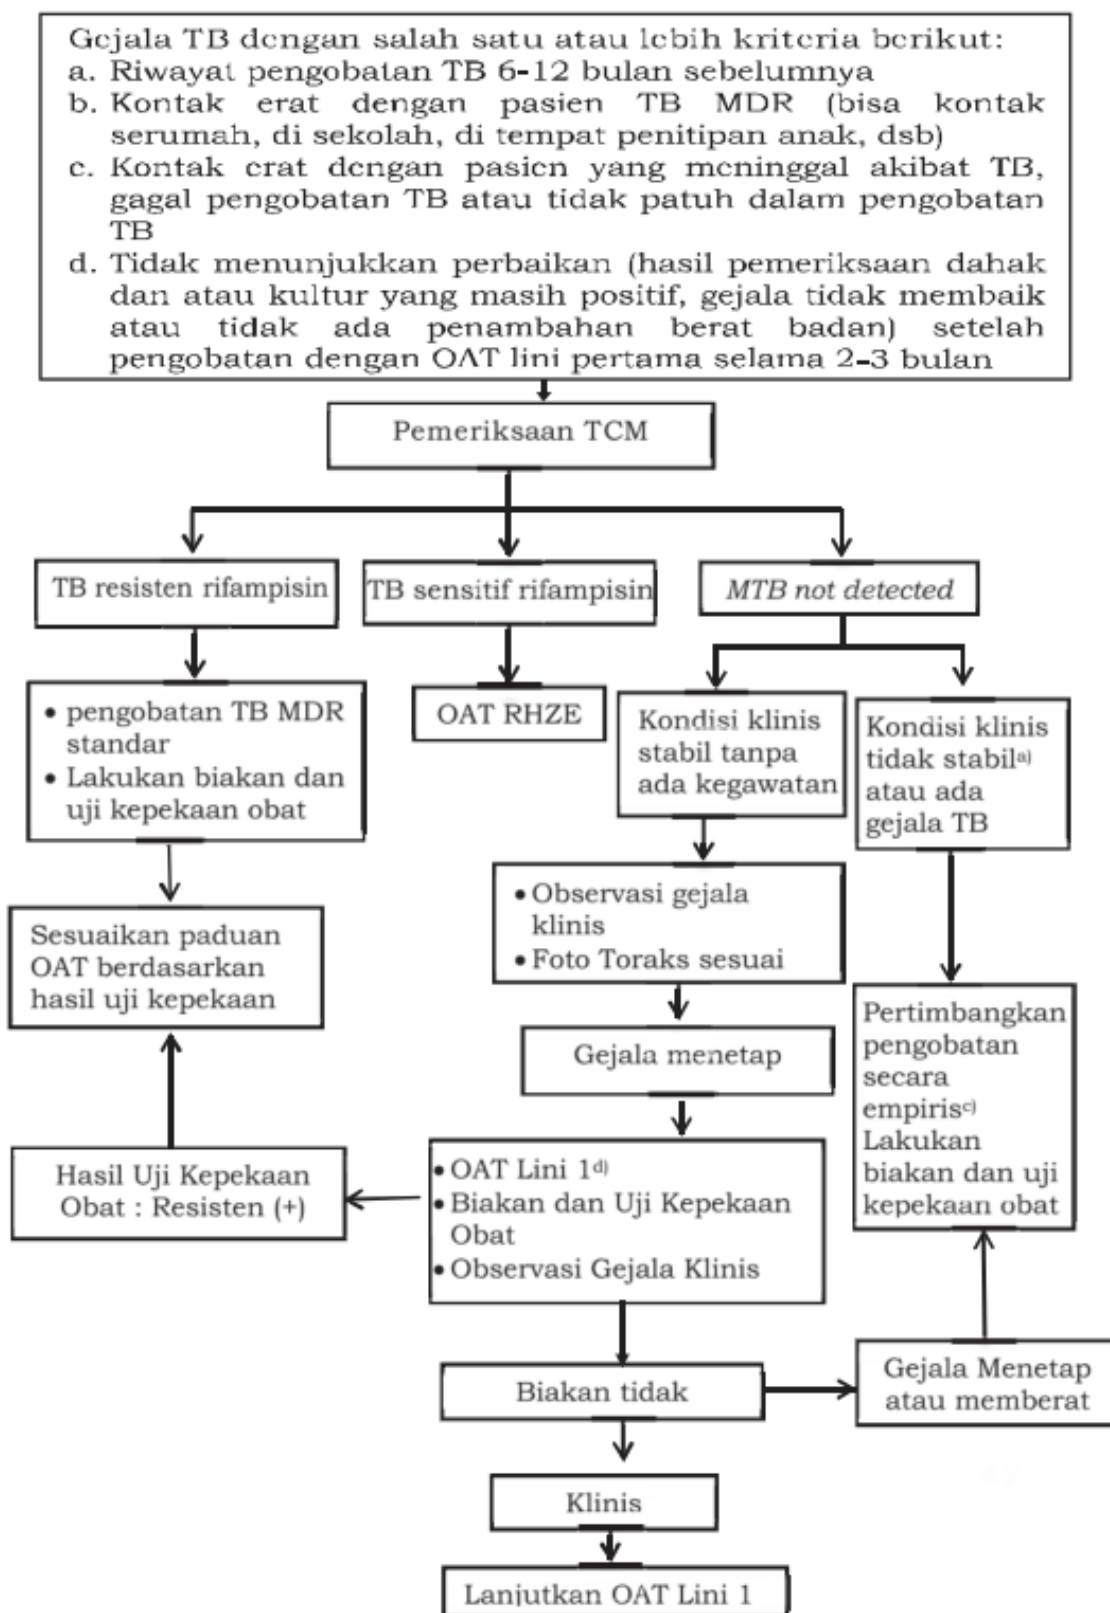 Gejala TB dengan salah satu atau lebih kriteria berikut:
a. Riwayat pengobatan TB 6-12 bulan sebelumnya
b. Kontak erat dengan pasien TB MDR (bisa kontak
serumah, di sekolah, di tempat penitipan anak, dsb)
c. Kontak erat dengan pasien yang meninggal akibat TB,
gagal pengobatan TB atau tidak patuh dalam pengobatan
TB
d. Tidak menunjukkan perbaikan (hasil pemeriksaan dahak
dan atau kultur yang masih positif, gejala tidak membaik
atau tidak ada penambahan berat badan) setelah
pengobatan dengan OAT lini pertama selama 2-3 bulan
Pemeriksaan TCM
TB resisten rifampisin
TB sensitif rifampisin
MTB not detected
• pengobatan TB MDR
standar
• Lakukan biakan dan
uji kepekaan obat
OAT RHZE
Kondisi klinis
stabil tanpa
ada kegawatan
Kondisi klinis
tidak stabil a)
atau ada
gejala TB
• Observasi gejala
klinis
• Foto Toraks sesuai
Sesuaikan paduan
OAT berdasarkan
hasil uji kepekaan
Pertimbangkan
pengobatan
secara
empiris c)
Lakukan
biakan dan uji
kepekaan obat
Gejala menetap
Hasil Uji Kepekaan
Obat : Resisten (+)
• OAT Lini 1 d)
• Biakan dan Uji Kepekaan
Obat
• Observasi Gejala Klinis
Biakan tidak
Gejala Menetap
atau memberat
Klinis
Lanjutkan OAT Lini 1